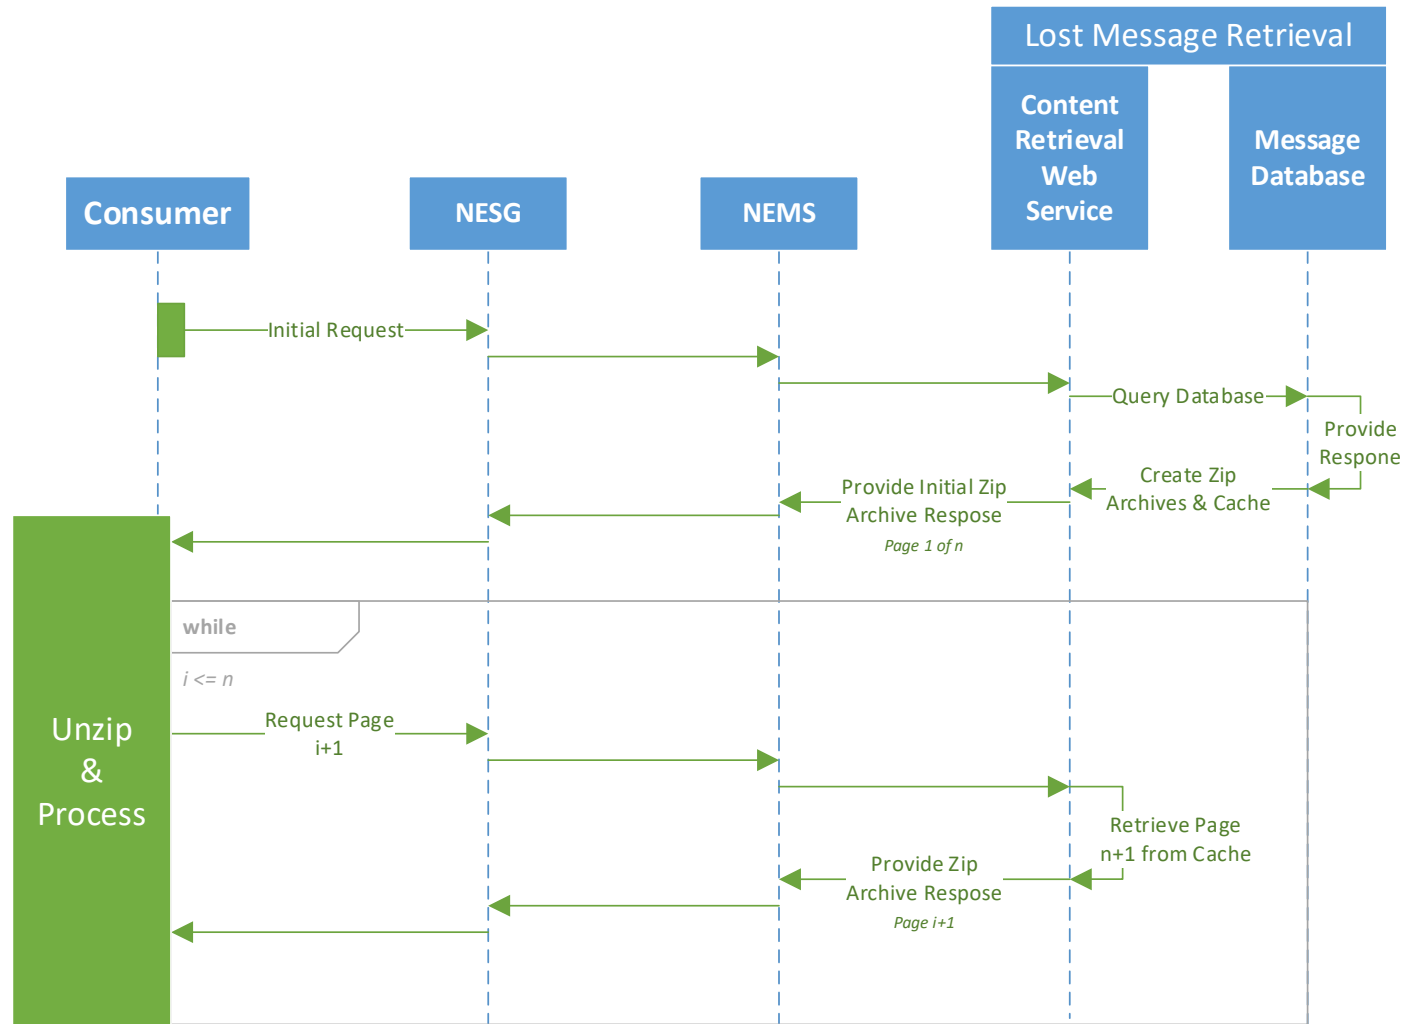 Lost Message Retrieval
Content
Retrieval
Web
Service
Message
Database
Consumer
NESG
NEMS
Initial Request
Query Database
Provide
Respone
Create Zip
Archives & Cache
Provide Initial Zip
Archive Respose
Page 1 of n
while
i <= n
Unzip
&
Process
Request Page
i+1
Retrieve Page
n+1 from Cache
Provide Zip
Archive Respose
Page i+1